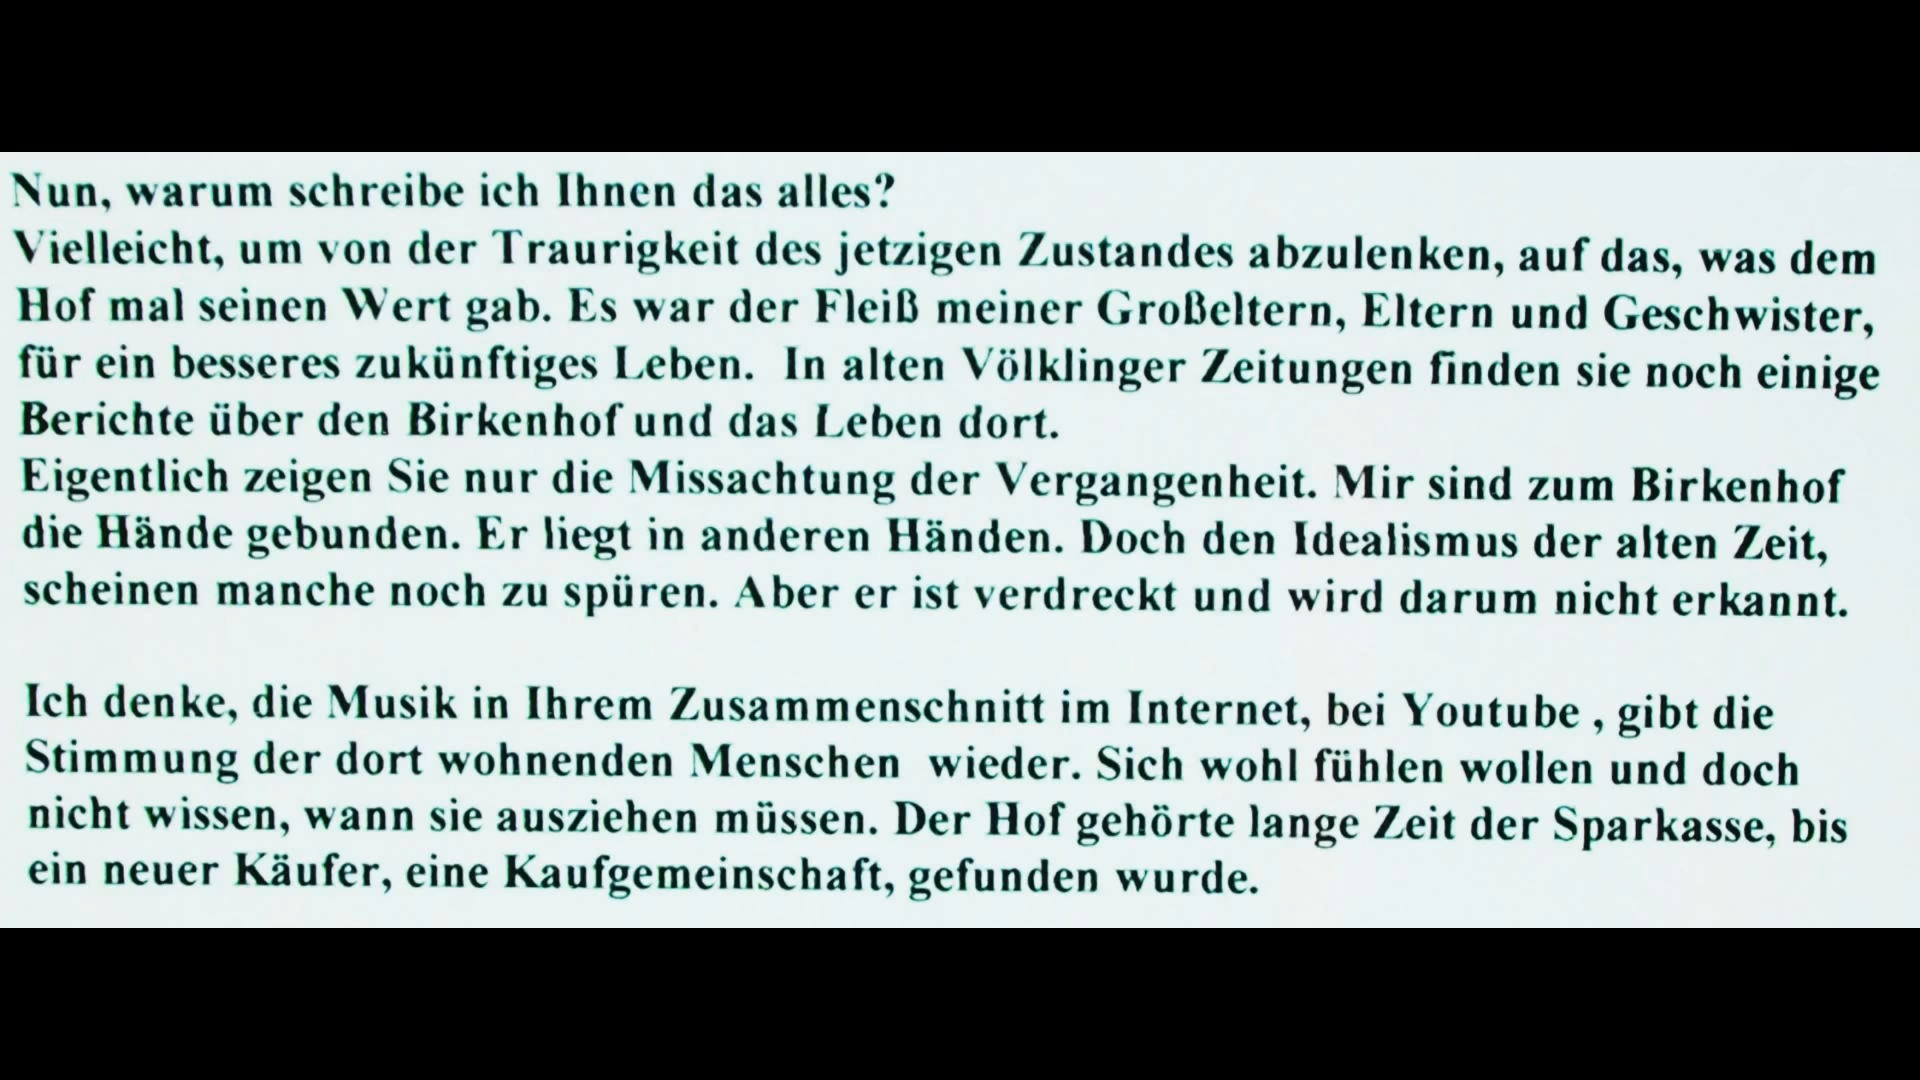 Nun, warum schreibe ich Ihnen das alles?
Vielleicht, um von der Traurigkeit des jetzigen Zustandes abzulenken, auf das, was dem
Hof mal seinen Wert gab. Es war der Fleiß meiner Großeltern, Eltern und Geschwister,
für ein besseres zukünftiges Leben.  In alten Völklinger Zeitungen finden sie noch einige
Berichte über den Birkenhof und das Leben dort.
Eigentlich zeigen Sie nur die Missachtung der Vergangenheit. Mir sind zum Birkenhof
die Hände gebunden. Er liegt in anderen Händen. Doch den Idealismus der alten Zeit,
scheinen manche noch zu spüren. Aber er ist verdreckt und wird darum nicht erkannt.
Ich denke, die Musik in Ihrem Zusammenschnitt im Internet, bei Youtube , gibt die
Stimmung der dort wohnenden Menschen  wieder. Sich wohl fühlen wollen und doch
nicht wissen, wann sie ausziehen müssen. Der Hof gehörte lange Zeit der Sparkasse, bis
ein neuer Käufer, eine Kaufgemeinschaft, gefunden wurde.